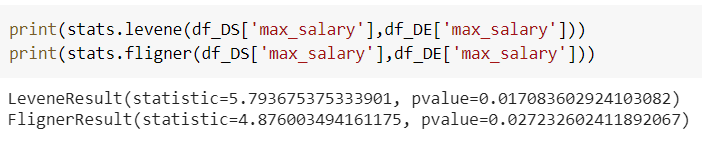 print(stats.levene(df_DS['max_salary'],df_DE['max_salary']))
print(stats.fligner(df_DS['max_salary'],df_DE['max_salary']))
LeveneResult(statistic=5.793675375333901, pvalue=0.017083602924103082)
FlignerResult(statistic=4.876003494161175, pvalue=0.027232602411892067)